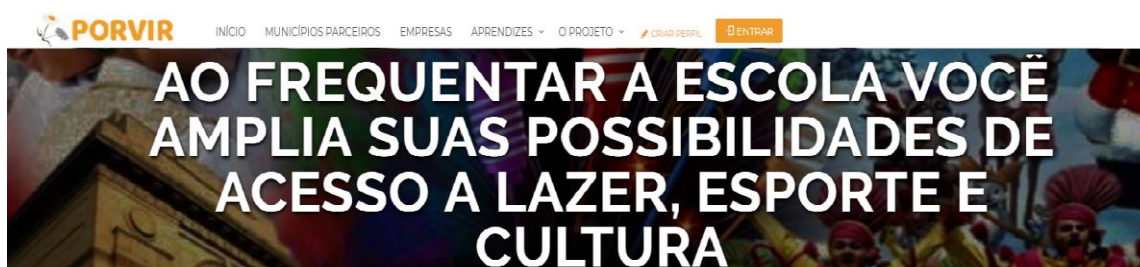 PORVIR INÍCIO MUNICÍPIOS PARCEIROS EMPRESAS APRENDIZES O PROJETO CRIAR PERFIL ENTRAR
AO FREQUENTAR A ESCOLA VOCÊ
AMPLIA SUAS POSSIBILIDADES DE
ACESSO A LAZER, ESPORTE E
CULTURA